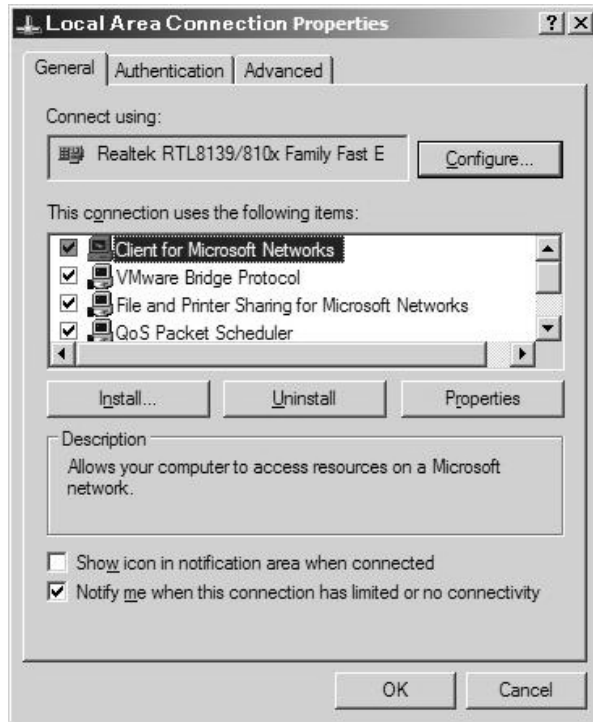 Local Area Connection Properties
General Authentication Advanced
Connect using:
Realtek RTL8139/810x Family Fast E Configure...
This connection uses the following items:
Client for Microsoft Networks
VMware Bridge Protocol
File and Printer Sharing for Microsoft Networks
QoS Packet Scheduler
Install... Uninstall Properties
Description
Allows your computer to access resources on a Microsoft
network.
Show icon in notification area when connected
Notify me when this connection has limited or no connectivity
OK Cancel